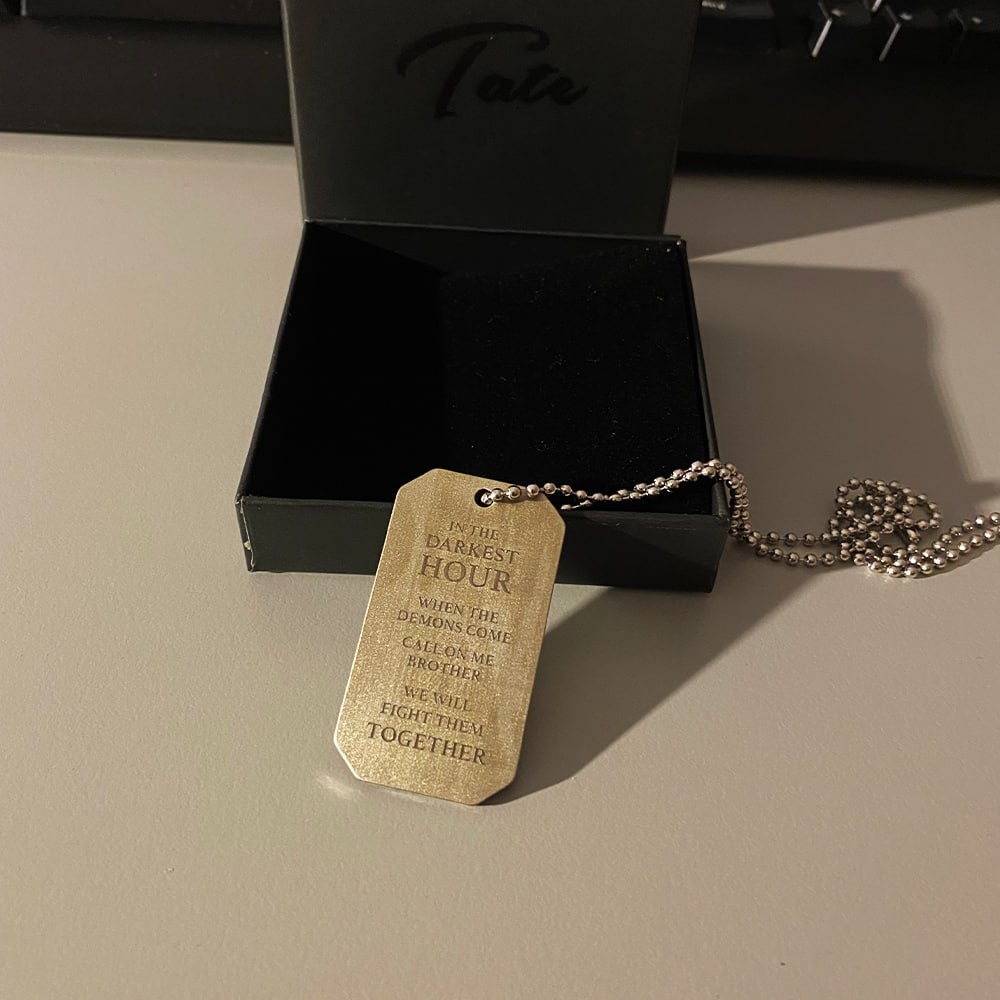 Tate
IN THE
DARKEST
HOUR
WHEN THE
DEMONS COME
CALL ON ME
BROTHER
WE WILL
FIGHT THEM
TOGETHER